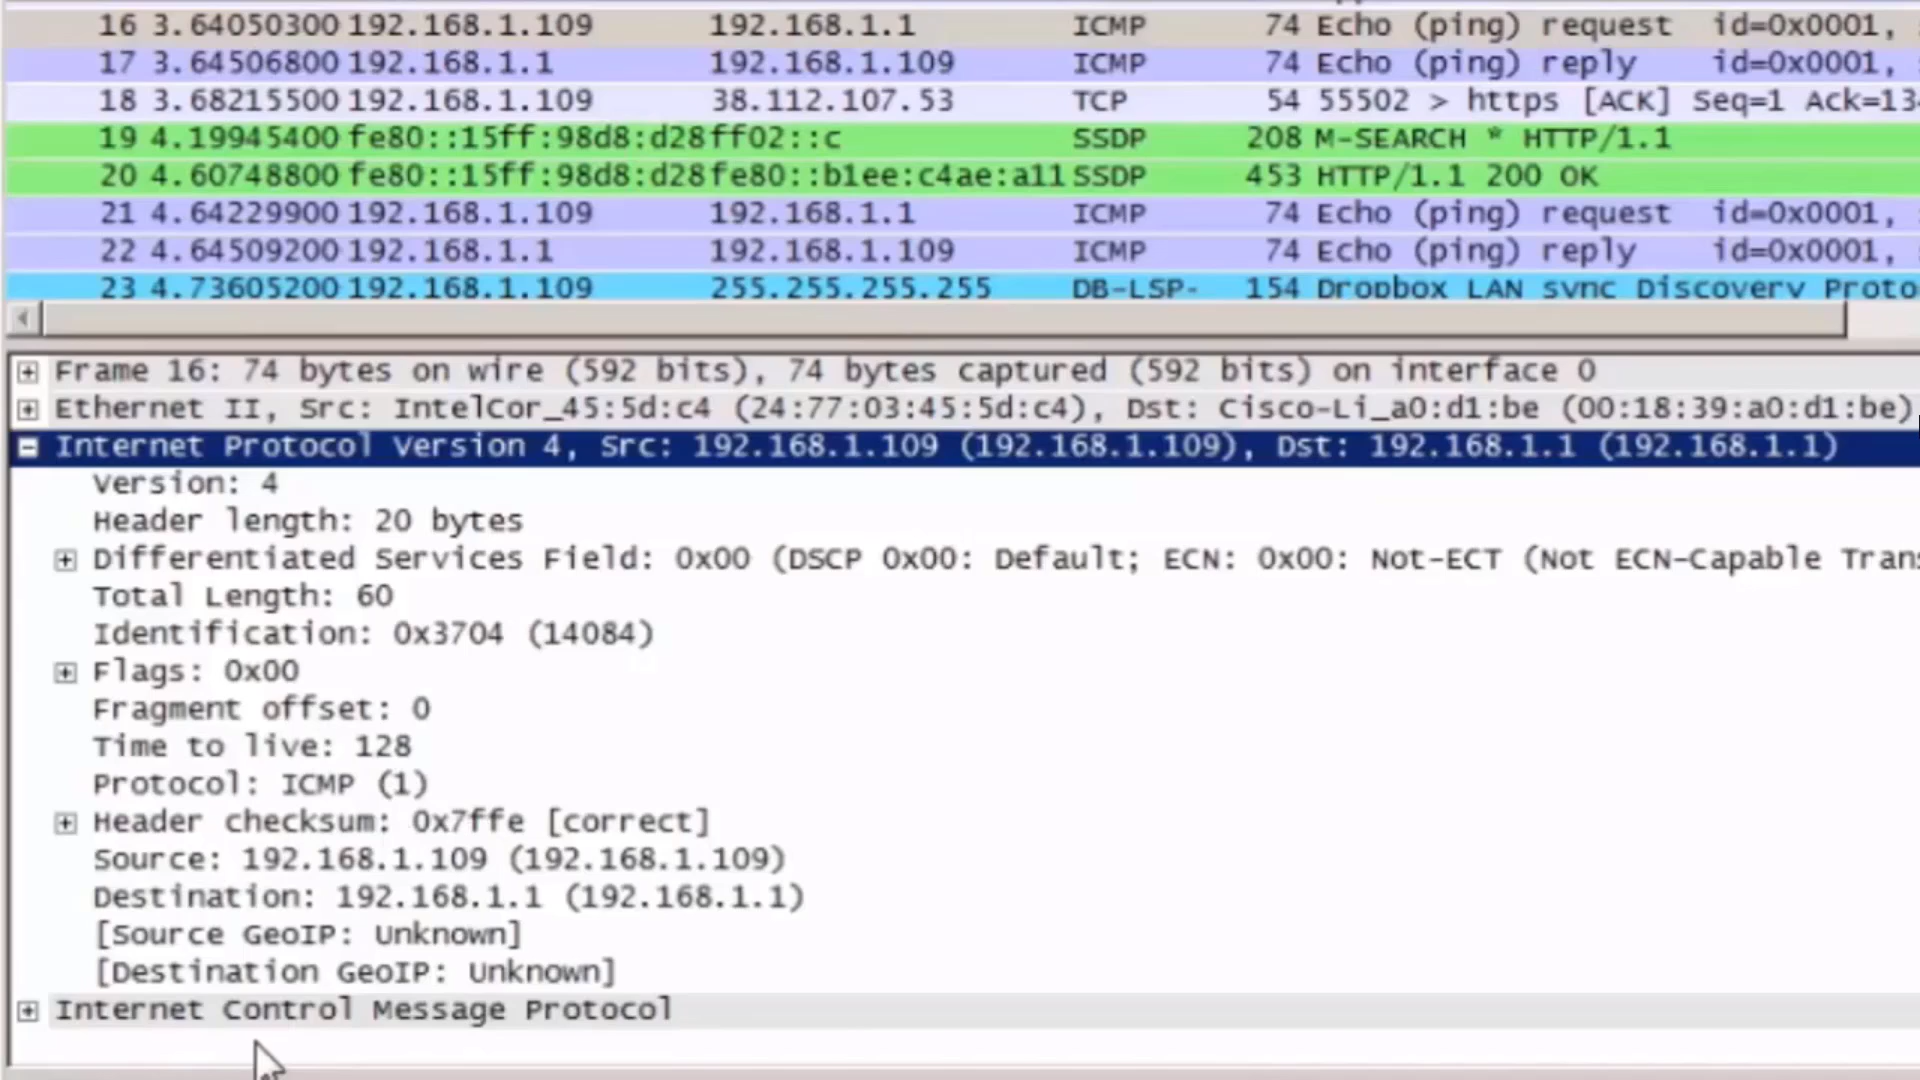 16 3.64050300 192.168.1.109 192.168.1.1 ICMP 74 Echo (ping) request id=0x0001,
17 3.64506800 192.168.1.1 192.168.1.109 ICMP 74 Echo (ping) reply id=0x0001,
18 3.68215500 192.168.1.109 38.112.107.53 TCP 54 55502 > https [ACK] Seq=1 Ack=13
19 4.19945400 fe80::15ff:98d8:d28 ff02::c SSDP 208 M-SEARCH * HTTP/1.1
20 4.60748800 fe80::15ff:98d8:d28 fe80::b1ee:c4ae:a11 SSDP 453 HTTP/1.1 200 OK
21 4.64229900 192.168.1.109 192.168.1.1 ICMP 74 Echo (ping) request id=0x0001,
22 4.64509200 192.168.1.1 192.168.1.109 ICMP 74 Echo (ping) reply id=0x0001,
23 4.73605200 192.168.1.109 255.255.255.255 DB-LSP- 154 Dropbox LAN sync Discovery Proto
Frame 16: 74 bytes on wire (592 bits), 74 bytes captured (592 bits) on interface 0
Ethernet II, Src: IntelCor_45:5d:c4 (24:77:03:45:5d:c4), Dst: Cisco-Li_a0:d1:be (00:18:39:a0:d1:be)
Internet Protocol Version 4, Src: 192.168.1.109 (192.168.1.109), Dst: 192.168.1.1 (192.168.1.1)
Version: 4
Header length: 20 bytes
Differentiated Services Field: 0x00 (DSCP 0x00: Default; ECN: 0x00: Not-ECT (Not ECN-Capable Trans
Total Length: 60
Identification: 0x3704 (14084)
Flags: 0x00
Fragment offset: 0
Time to live: 128
Protocol: ICMP (1)
Header checksum: 0x7ffe [correct]
Source: 192.168.1.109 (192.168.1.109)
Destination: 192.168.1.1 (192.168.1.1)
[Source GeoIP: Unknown]
[Destination GeoIP: Unknown]
Internet Control Message Protocol